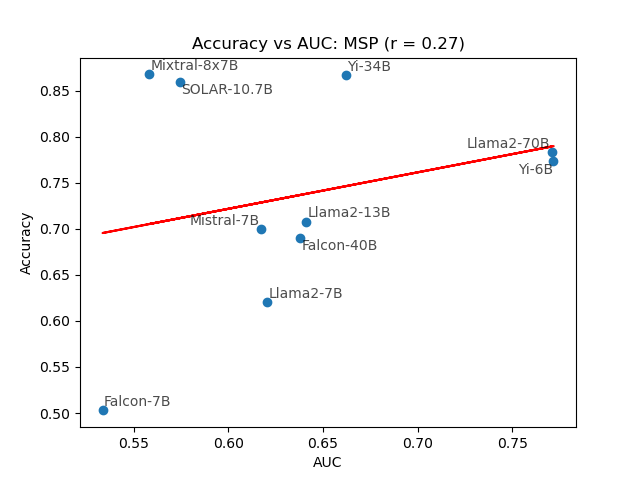 Accuracy vs AUC: MSP (r = 0.27)
Mixtral-8x7B
Yi-34B
SOLAR-10.7B
Llama2-70B
Yi-6B
Llama2-13B
Mistral-7B
Falcon-40B
Llama2-7B
Falcon-7B
Accuracy
0.85
0.80
0.75
0.70
0.65
0.60
0.55
0.50
0.55 0.60 0.65 0.70 0.75
AUC